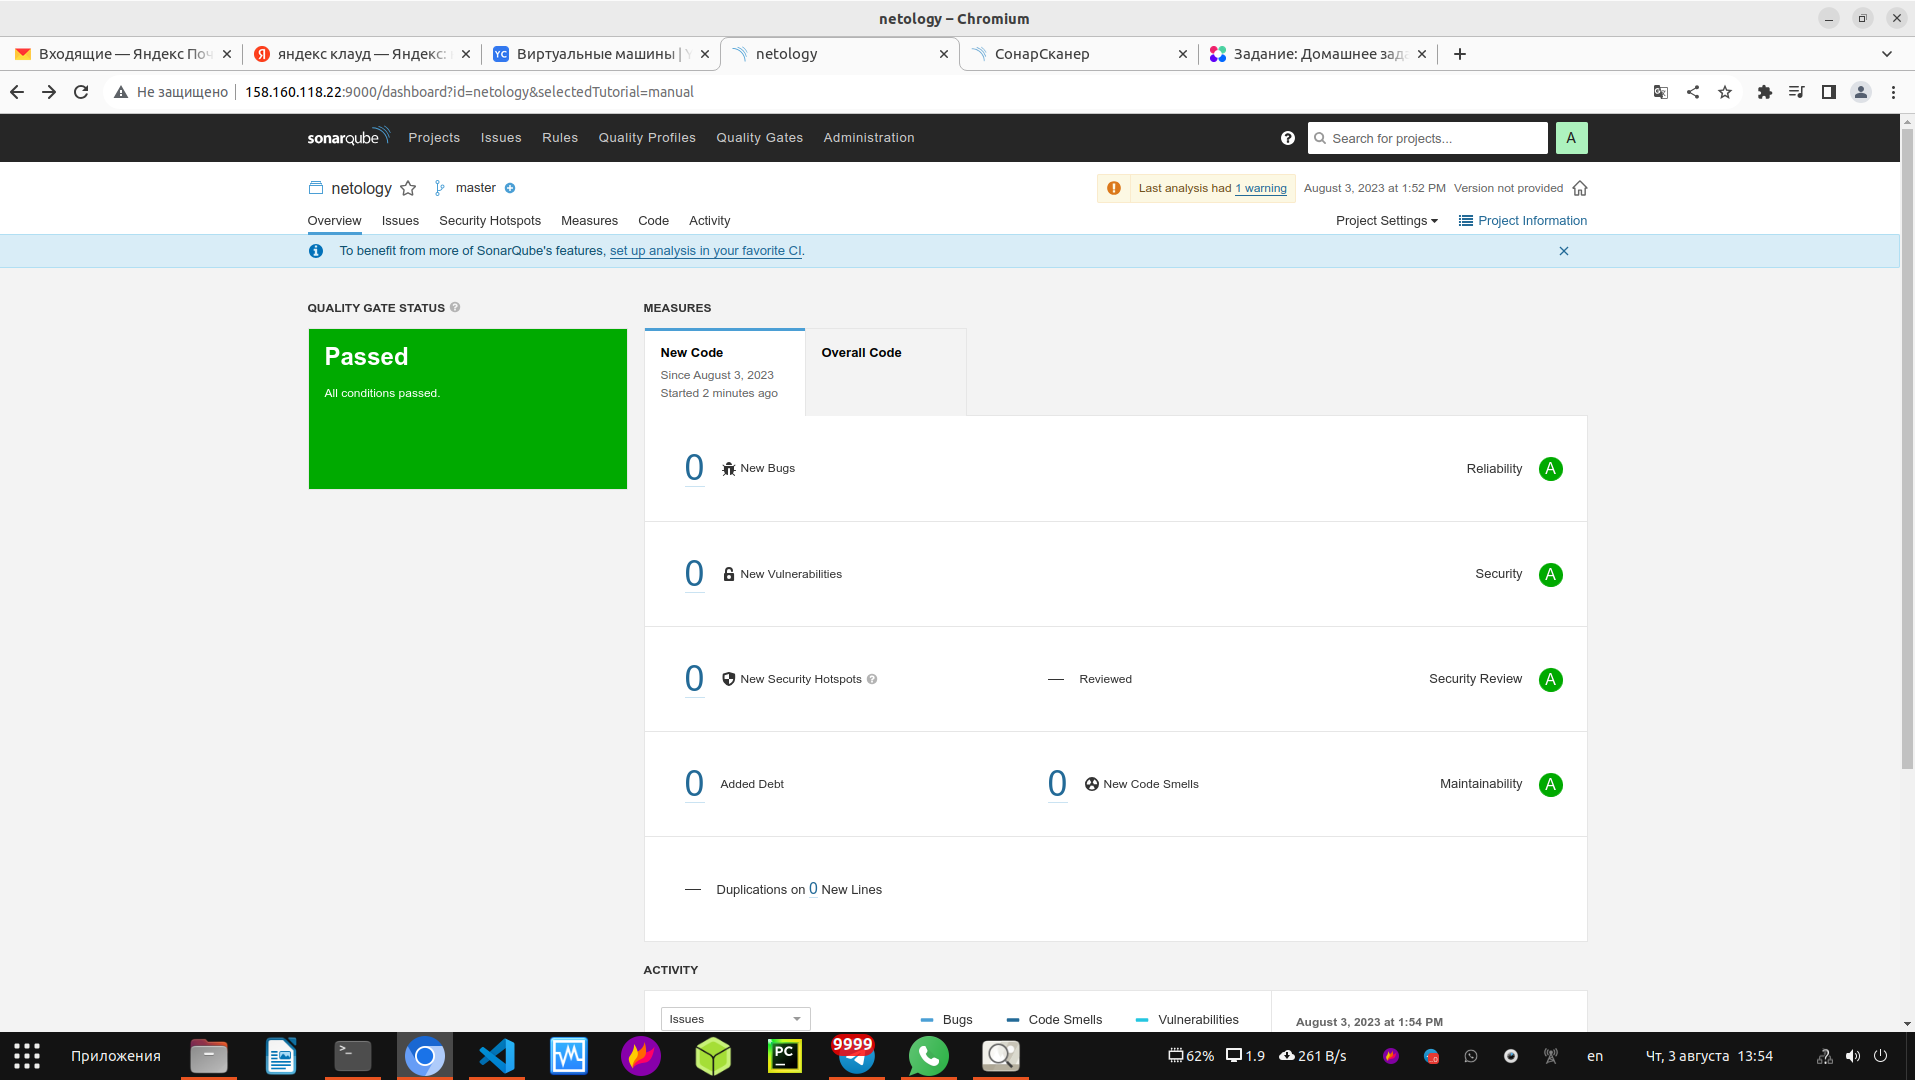 netology – Chromium
Входящие — Яндекс Поч
яндекс клауд — Яндекс:
YC Виртуальные машины | Y
netology
СонарСканер
Задание: Домашнее зада
Не защищено
158.160.118.22:9000/dashboard?id=netology&selectedTutorial=manual
sonarqube
Projects
Issues
Rules
Quality Profiles
Quality Gates
Administration
Search for projects...
A
netology
master
Last analysis had 1 warning
August 3, 2023 at 1:52 PM
Version not provided
Overview
Issues
Security Hotspots
Measures
Code
Activity
Project Settings
Project Information
To benefit from more of SonarQube's features, set up analysis in your favorite CI.
QUALITY GATE STATUS
MEASURES
Passed
All conditions passed.
New Code
Since August 3, 2023
Started 2 minutes ago
Overall Code
0 New Bugs
Reliability A
0 New Vulnerabilities
Security A
0 New Security Hotspots
— Reviewed
Security Review A
0 Added Debt
0 New Code Smells
Maintainability A
— Duplications on 0 New Lines
ACTIVITY
Issues
Bugs
Code Smells
Vulnerabilities
August 3, 2023 at 1:54 PM
Приложения
PC
9999
62%
1.9
261 B/s
en
Чт, 3 августа 13:54